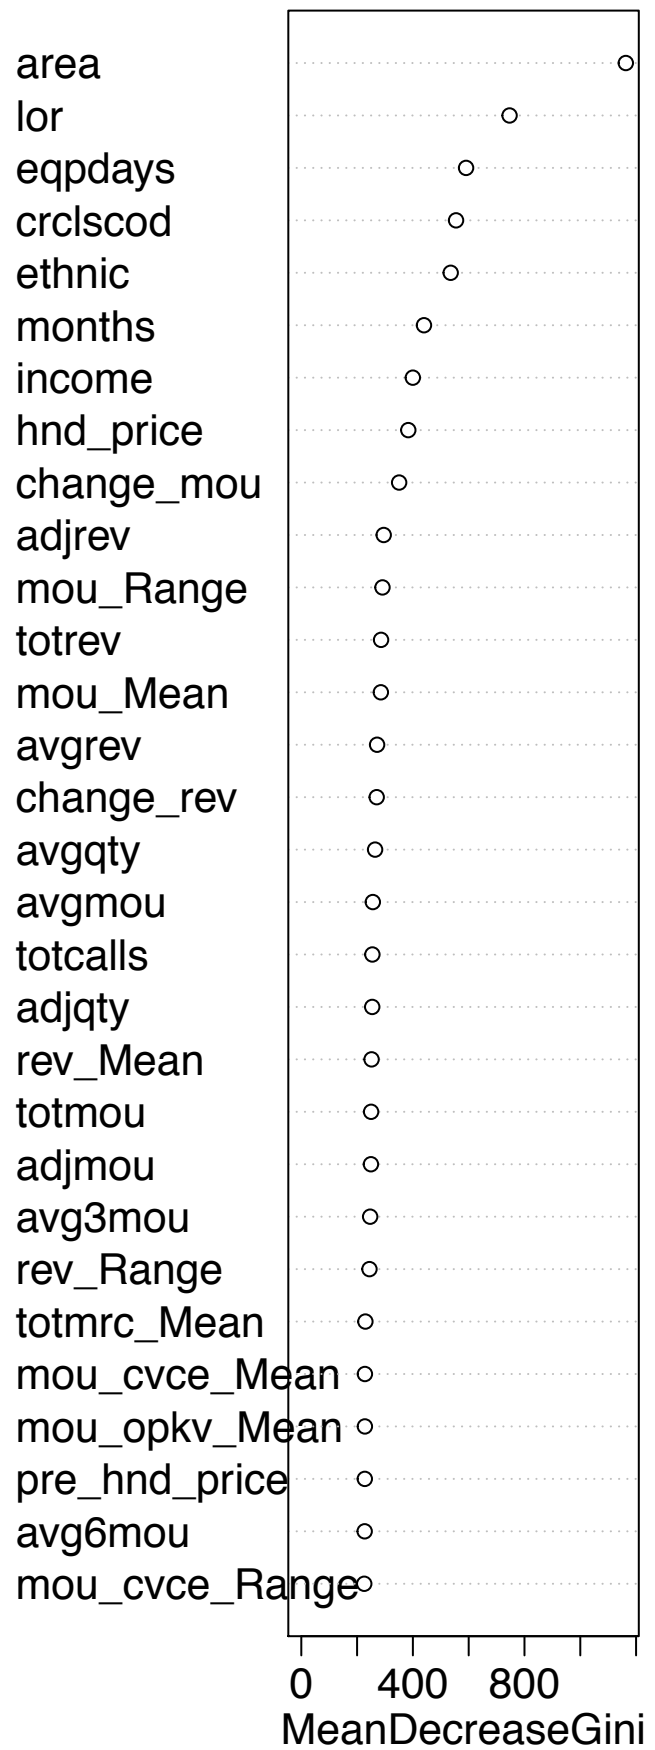 area
lor
eqpdays
crclscod
ethnic
months
income
hnd_price
change_mou
adjrev
mou_Range
totrev
mou_Mean
avgrev
change_rev
avgqty
avgmou
totcalls
adjqty
rev_Mean
totmou
adjmou
avg3mou
rev_Range
totmrc_Mean
mou_cvce_Mean
mou_opkv_Mean
pre_hnd_price
avg6mou
mou_cvce_Range
0 400 800
MeanDecreaseGini